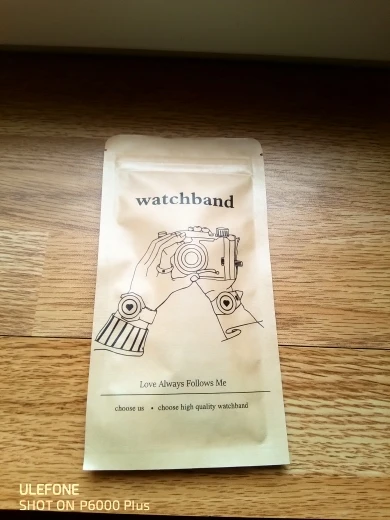 watchband
Love Always Follows Me
choose us • choose high quality watchband
ULEFONE
SHOT ON P6000 Plus